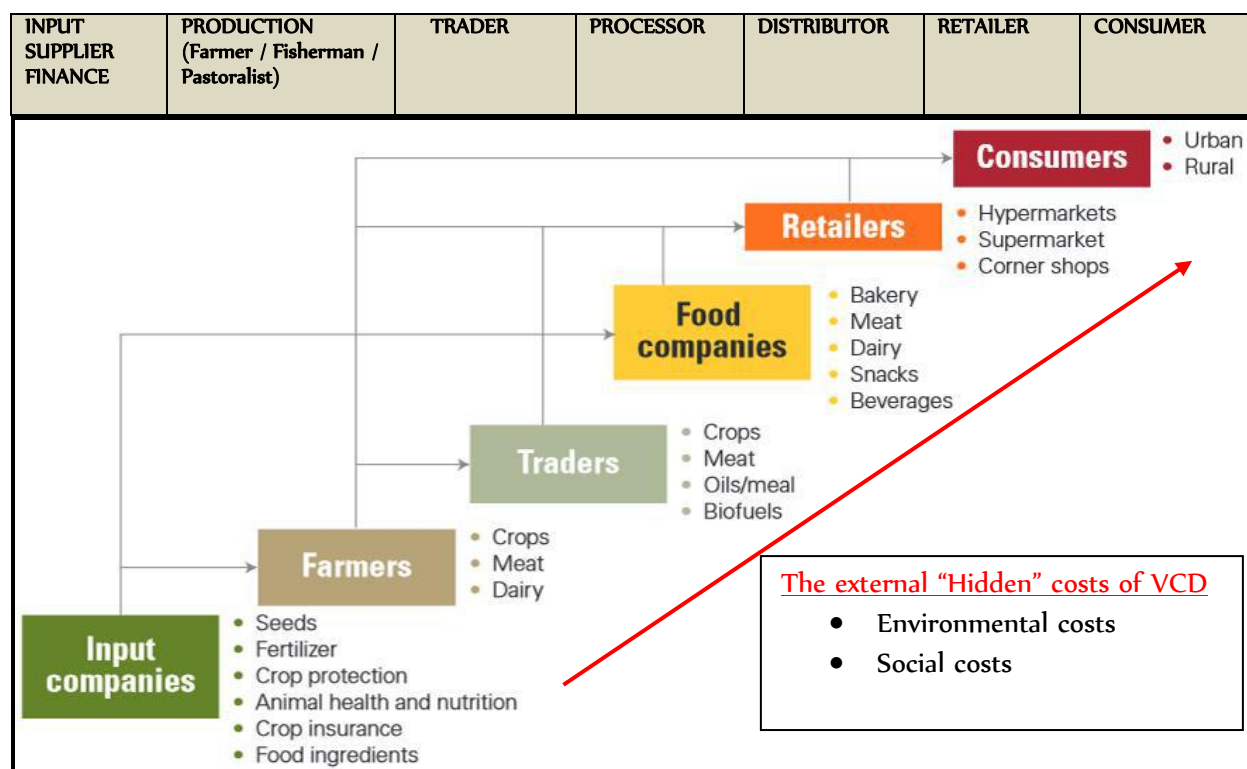 INPUT SUPPLIER FINANCE
PRODUCTION (Farmer / Fisherman / Pastoralist)
TRADER
PROCESSOR
DISTRIBUTOR
RETAILER
CONSUMER
Consumers
• Urban
• Rural
Retailers
• Hypermarkets
• Supermarket
• Corner shops
Food
companies
• Bakery
• Meat
• Dairy
• Snacks
• Beverages
Traders
• Crops
• Meat
• Oils/meal
• Biofuels
Farmers
• Crops
• Meat
• Dairy
Input
companies
• Seeds
• Fertilizer
• Crop protection
• Animal health and nutrition
• Crop insurance
• Food ingredients
The external “Hidden” costs of VCD
• Environmental costs
• Social costs